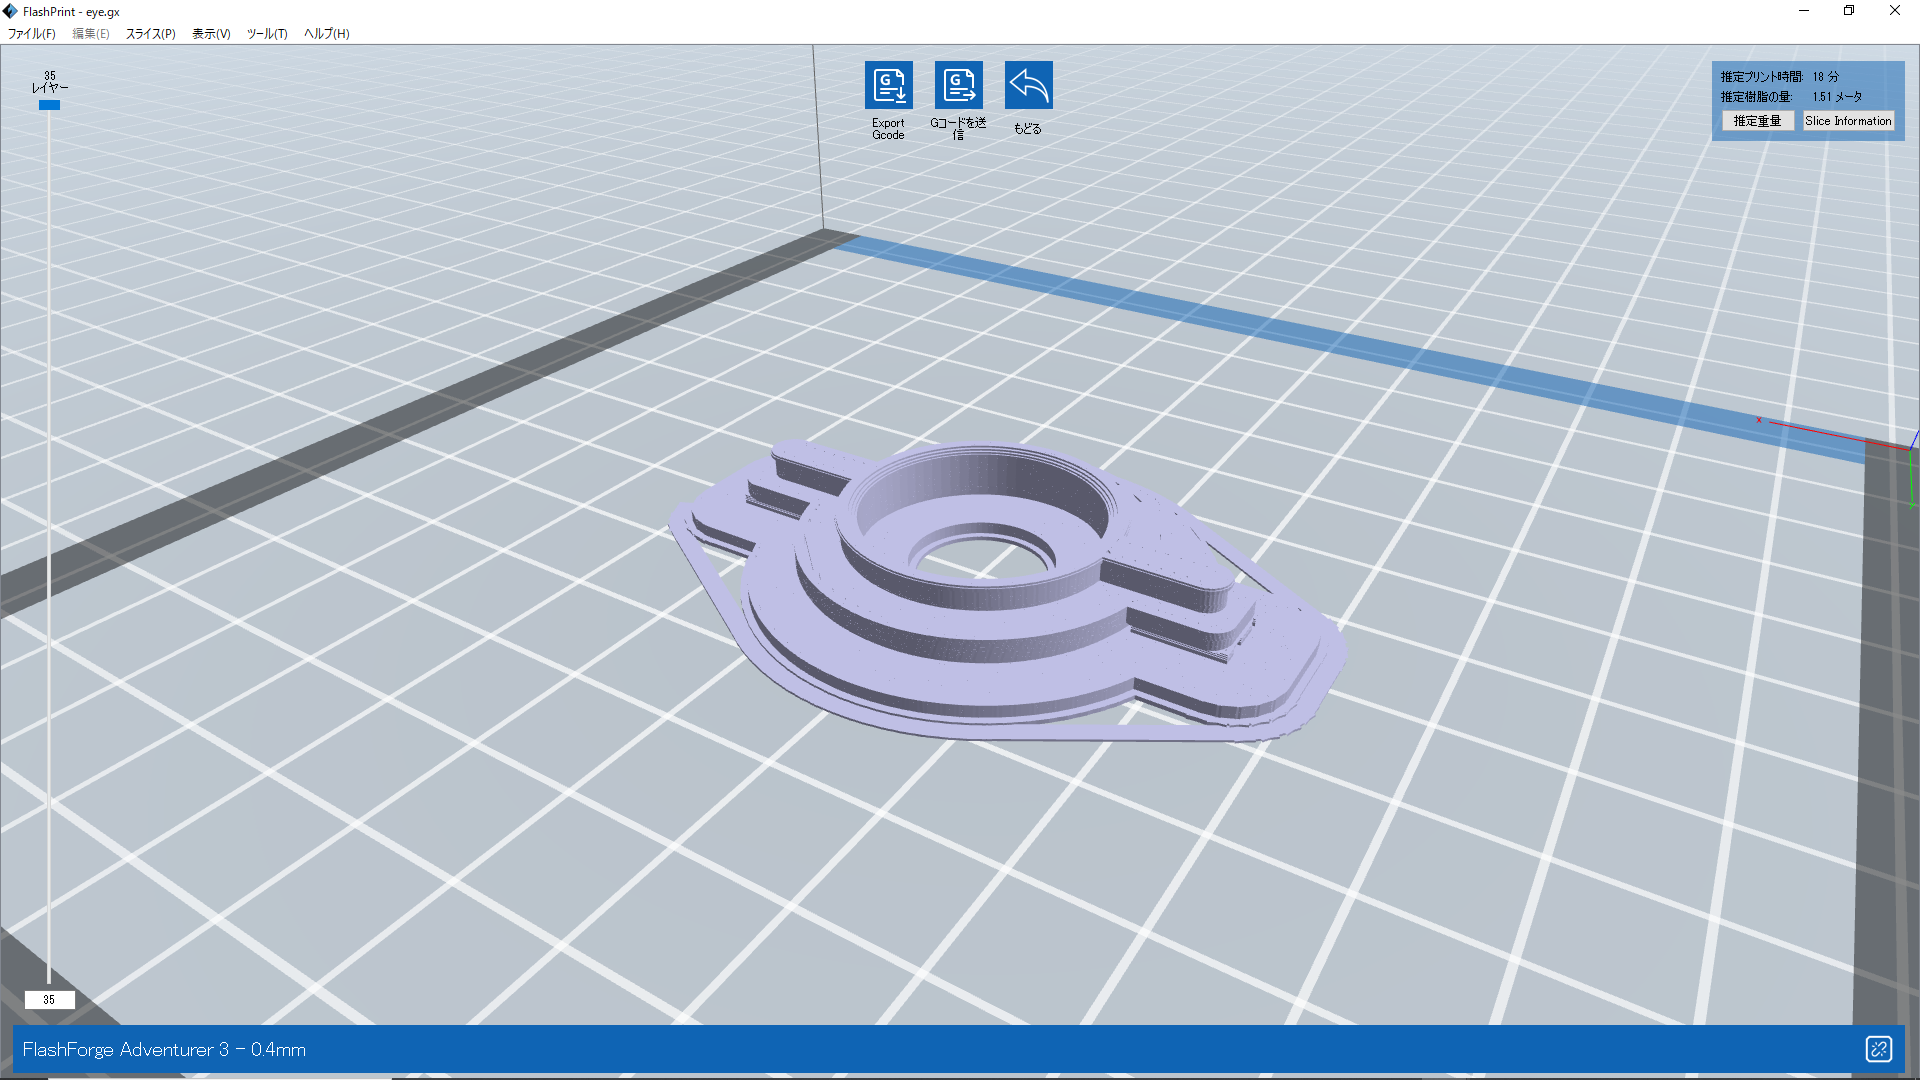 FlashPrint - eye.gx
ファイル(F) 編集(E) スライス(P) 表示(V) ツール(T) ヘルプ(H)
35
レイヤー
Export
Gcode
Gコードを送
信
もどる
推定プリント時間: 18 分
推定樹脂の量: 1.51 メータ
推定重量 Slice Information
x
Y
35
FlashForge Adventurer 3 - 0.4mm